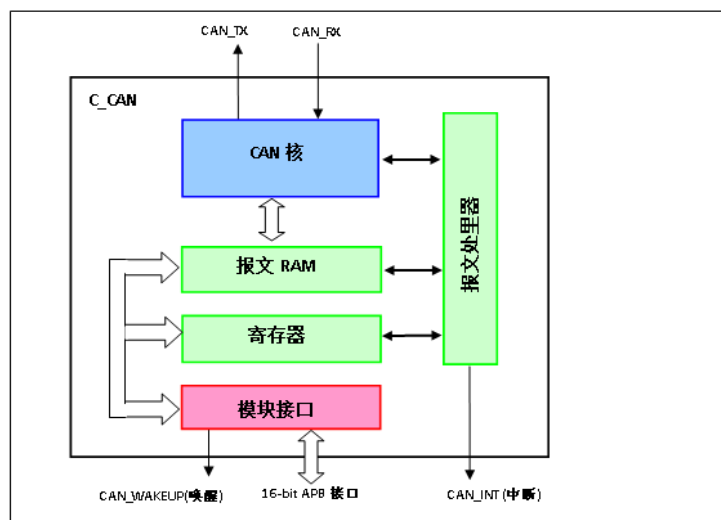 CAN_TX
CAN_RX
C_CAN
CAN 核
报文处里器
报文 RAM
寄存器
模块接口
CAN_WAKEUP(唤醒)
16-bit APB 接口
CAN_INT (中断)